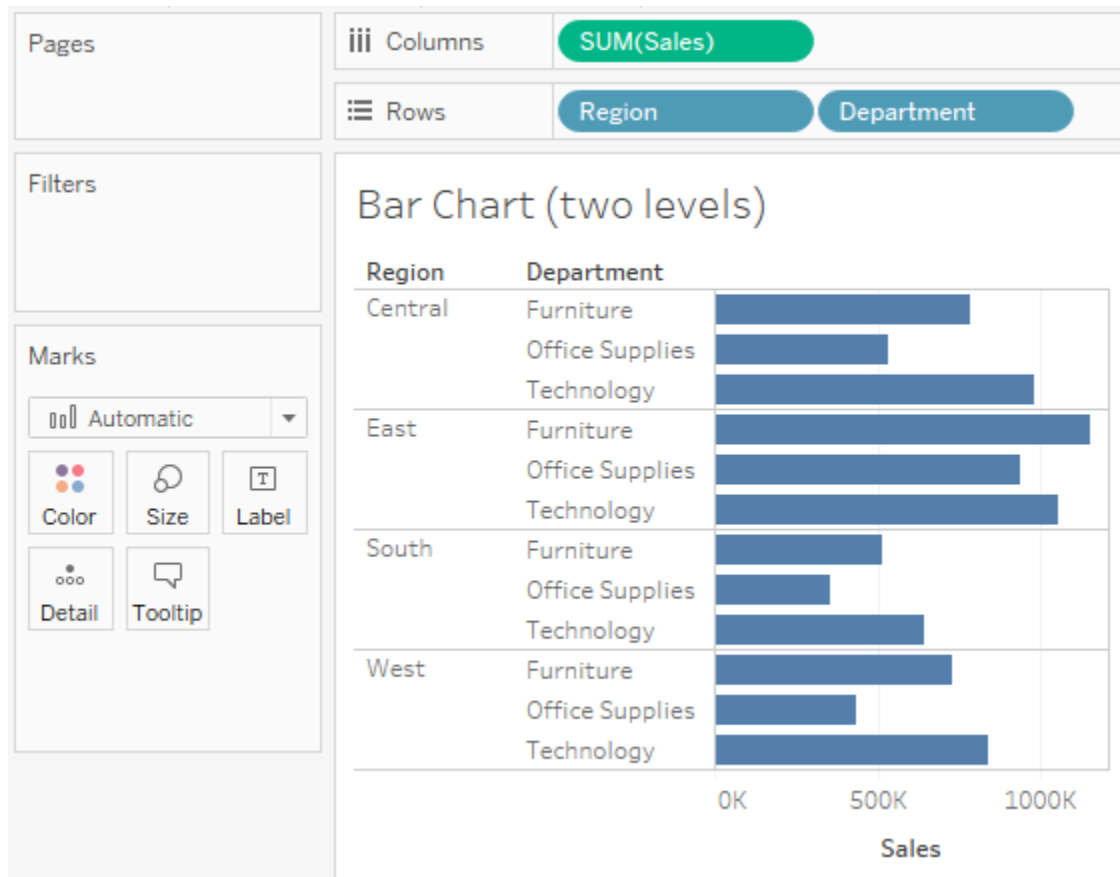 Pages
Columns SUM(Sales)
Rows Region Department
Filters
Marks
Automatic
Color Size Label
Detail Tooltip
Bar Chart (two levels)
Region Department
Central Furniture
Office Supplies
Technology
East Furniture
Office Supplies
Technology
South Furniture
Office Supplies
Technology
West Furniture
Office Supplies
Technology
0K 500K 1000K
Sales